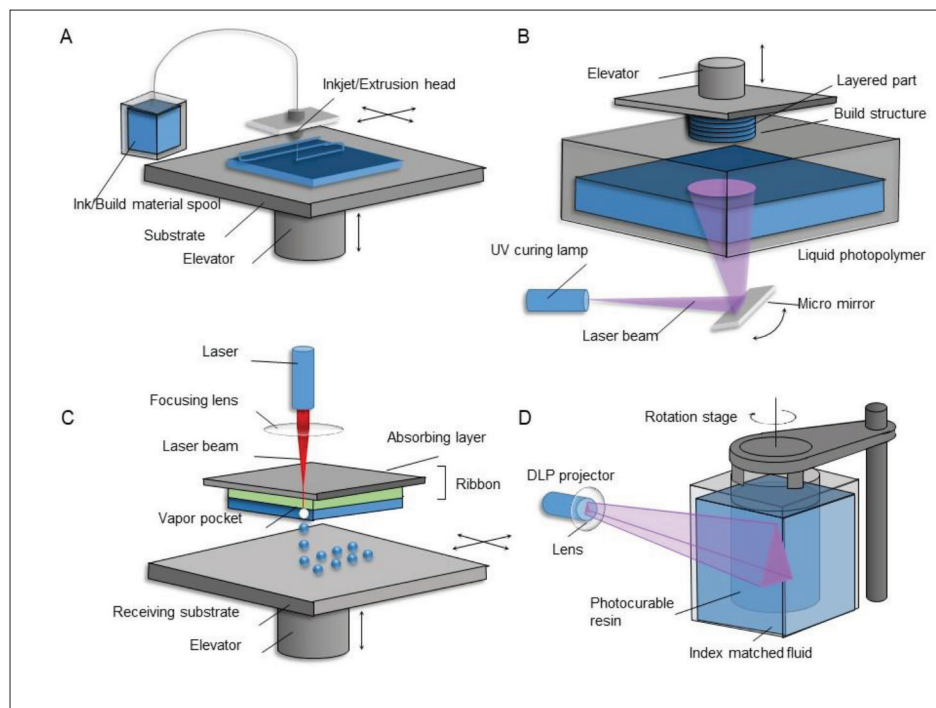 A
Inkjet/Extrusion head
Ink/Build material spool
Substrate
Elevator
B
Elevator
Layered part
Build structure
UV curing lamp
Liquid photopolymer
Micro mirror
Laser beam
C
Laser
Focusing lens
Laser beam
Absorbing layer
Ribbon
Vapor pocket
Receiving substrate
Elevator
D
Rotation stage
DLP projector
Lens
Photocurable
resin
Index matched fluid